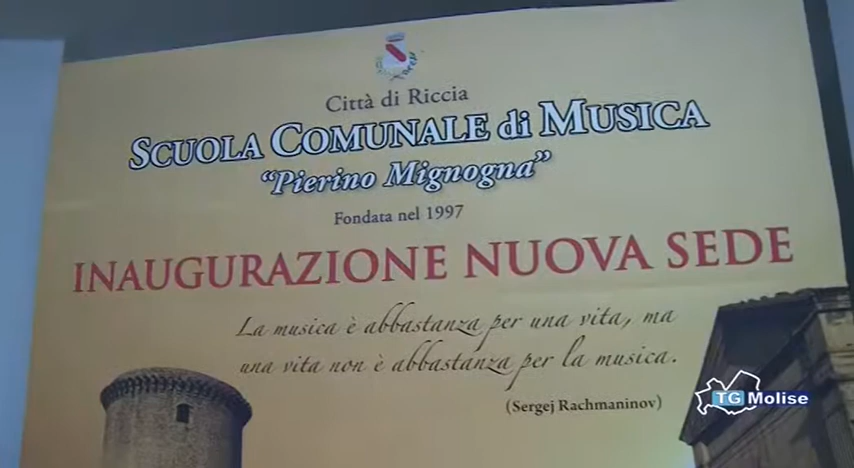 Città di Riccia
SCUOLA COMUNALE di MUSICA
“Pierino Mignogna”
Fondata nel 1997
INAUGURAZIONE NUOVA SEDE
La musica è abbastanza per una vita, ma
una vita non è abbastanza per la musica.
(Sergej Rachmaninov)
TG Molise